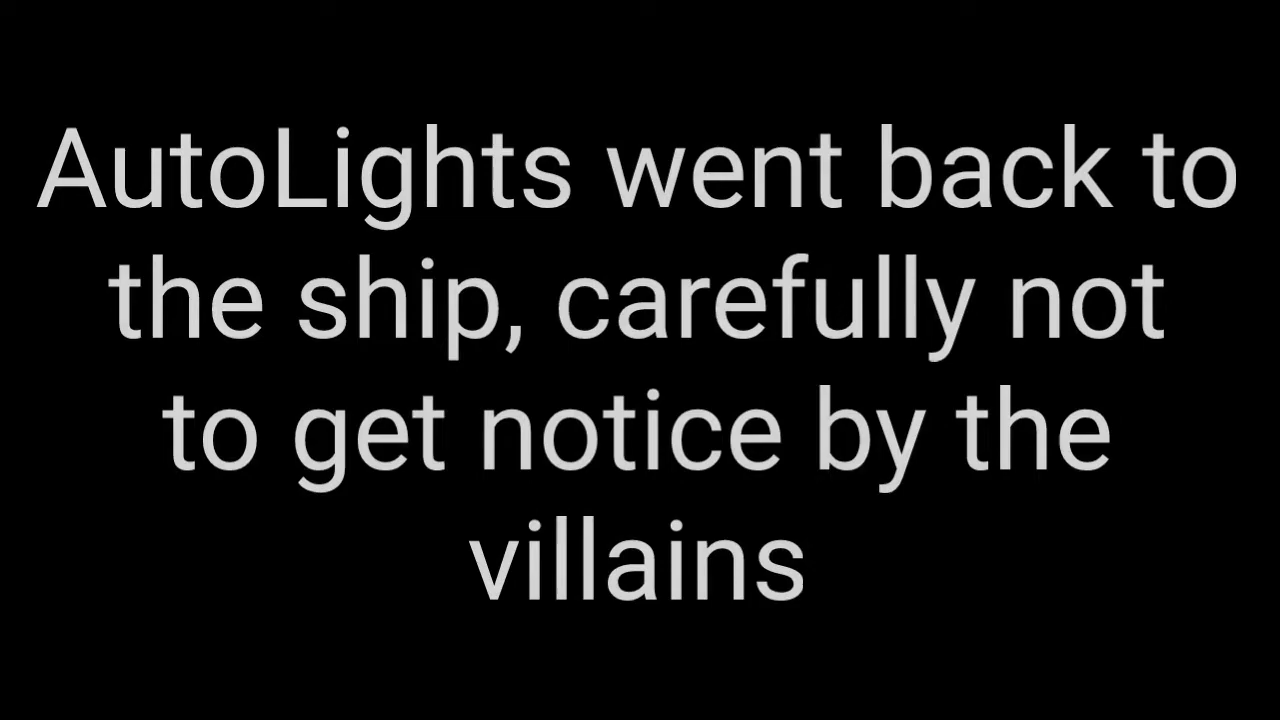 AutoLights went back to
the ship, carefully not
to get notice by the
villains